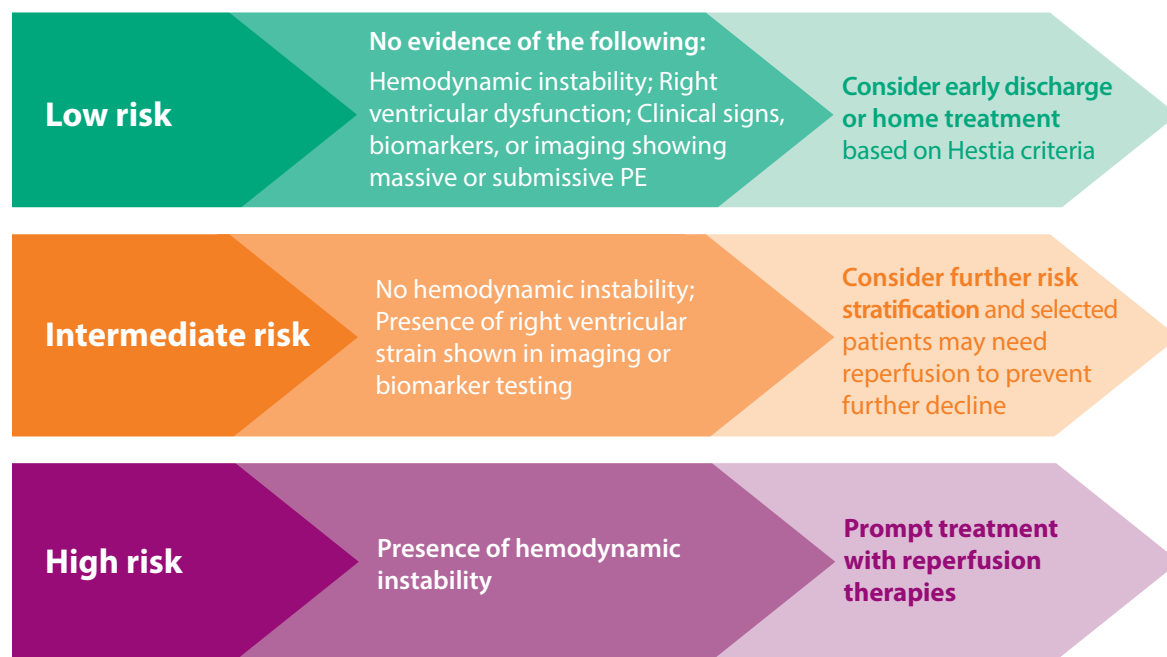 Low risk
No evidence of the following:
Hemodynamic instability; Right
ventricular dysfunction; Clinical signs,
biomarkers, or imaging showing
massive or submissive PE
Consider early discharge
or home treatment
based on Hestia criteria
Intermediate risk
No hemodynamic instability;
Presence of right ventricular
strain shown in imaging or
biomarker testing
Consider further risk
stratification and selected
patients may need
reperfusion to prevent
further decline
High risk
Presence of hemodynamic
instability
Prompt treatment
with reperfusion
therapies